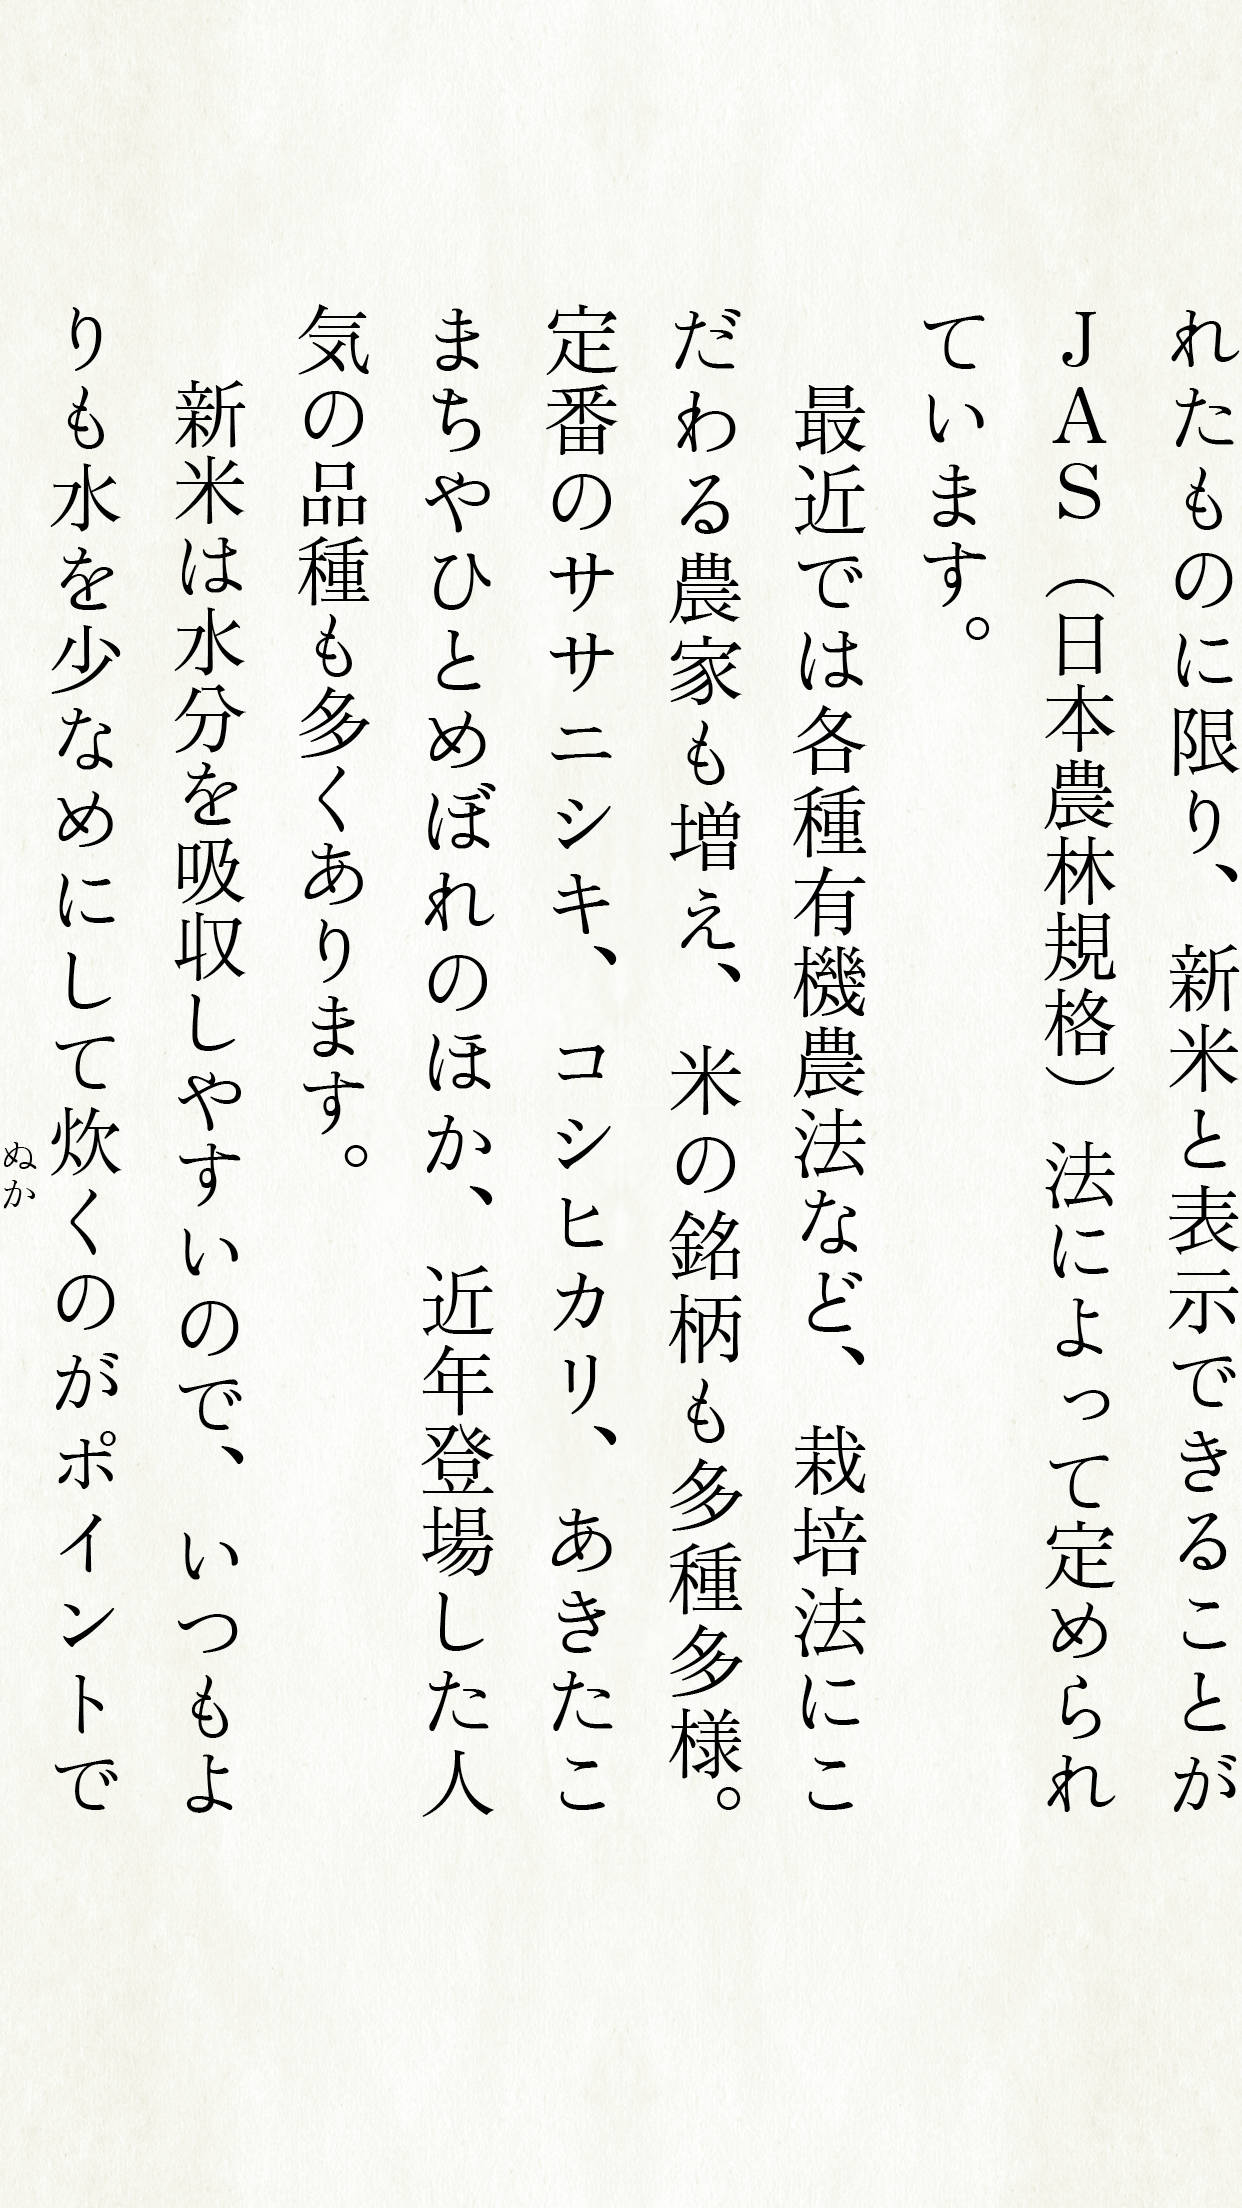 れたものに限り、新米と表示できることが
JAS（日本農林規格）法によって定められ
ています。
最近では各種有機農法など、栽培法にこ
だわる農家も増え、米の銘柄も多種多様。
定番のササニシキ、コシヒカリ、あきたこ
まちやひとめぼれのほか、近年登場した人
気の品種も多くあります。
新米は水分を吸収しやすいので、いつもよ
りも水を少なめにして炊くのがポイントで
ぬか